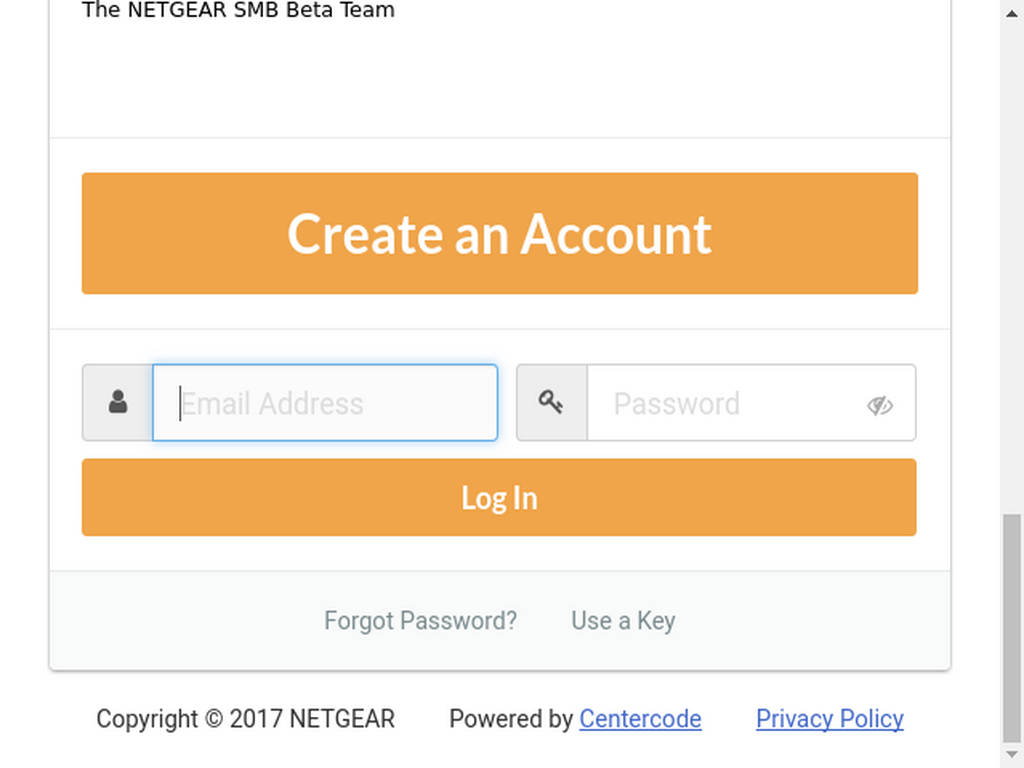 The NETGEAR SMB Beta Team
Create an Account
Email Address Password
Log In
Forgot Password? Use a Key
Copyright © 2017 NETGEAR Powered by Centercode Privacy Policy